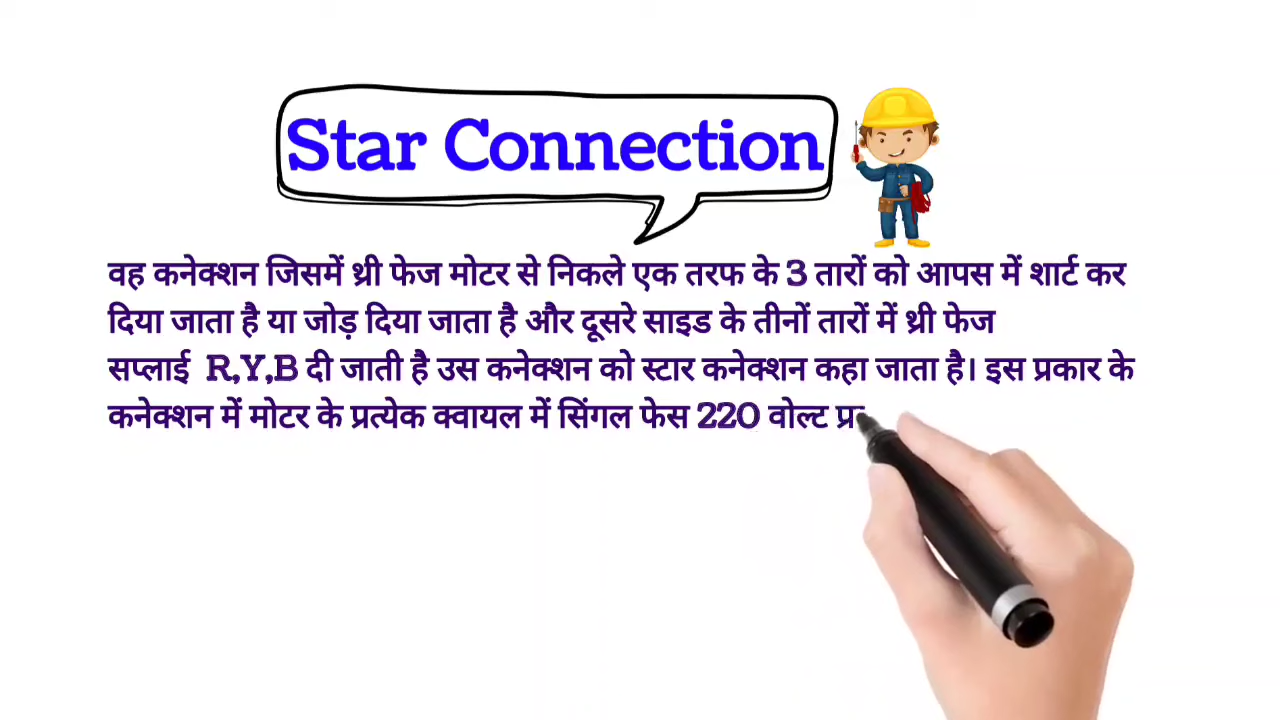 Star Connection
वह कनेक्शन जिसमें थ्री फेज मोटर से निकले एक तरफ के 3 तारों को आपस में शार्ट कर
दिया जाता है या जोड़ दिया जाता है और दूसरे साइड के तीनों तारों में थ्री फेज
सप्लाई R,Y,B दी जाती है उस कनेक्शन को स्टार कनेक्शन कहा जाता है। इस प्रकार के
कनेक्शन में मोटर के प्रत्येक क्वायल में सिंगल फेस 220 वोल्ट